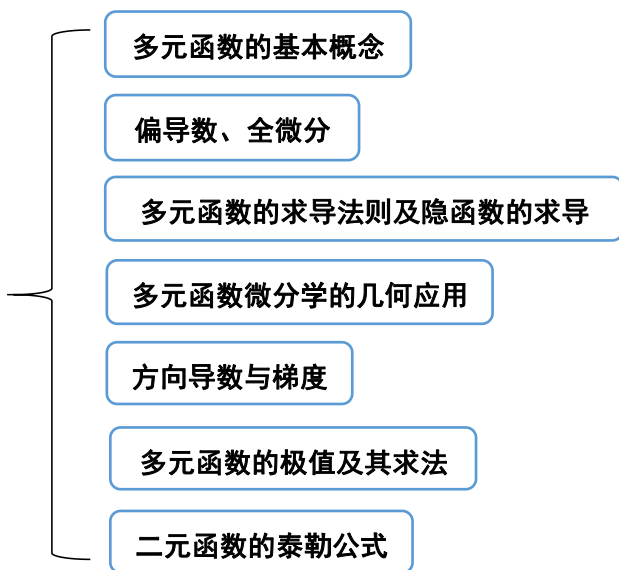 多元函数的基本概念
偏导数、全微分
多元函数的求导法则及隐函数的求导
多元函数微分学的几何应用
方向导数与梯度
多元函数的极值及其求法
二元函数的泰勒公式